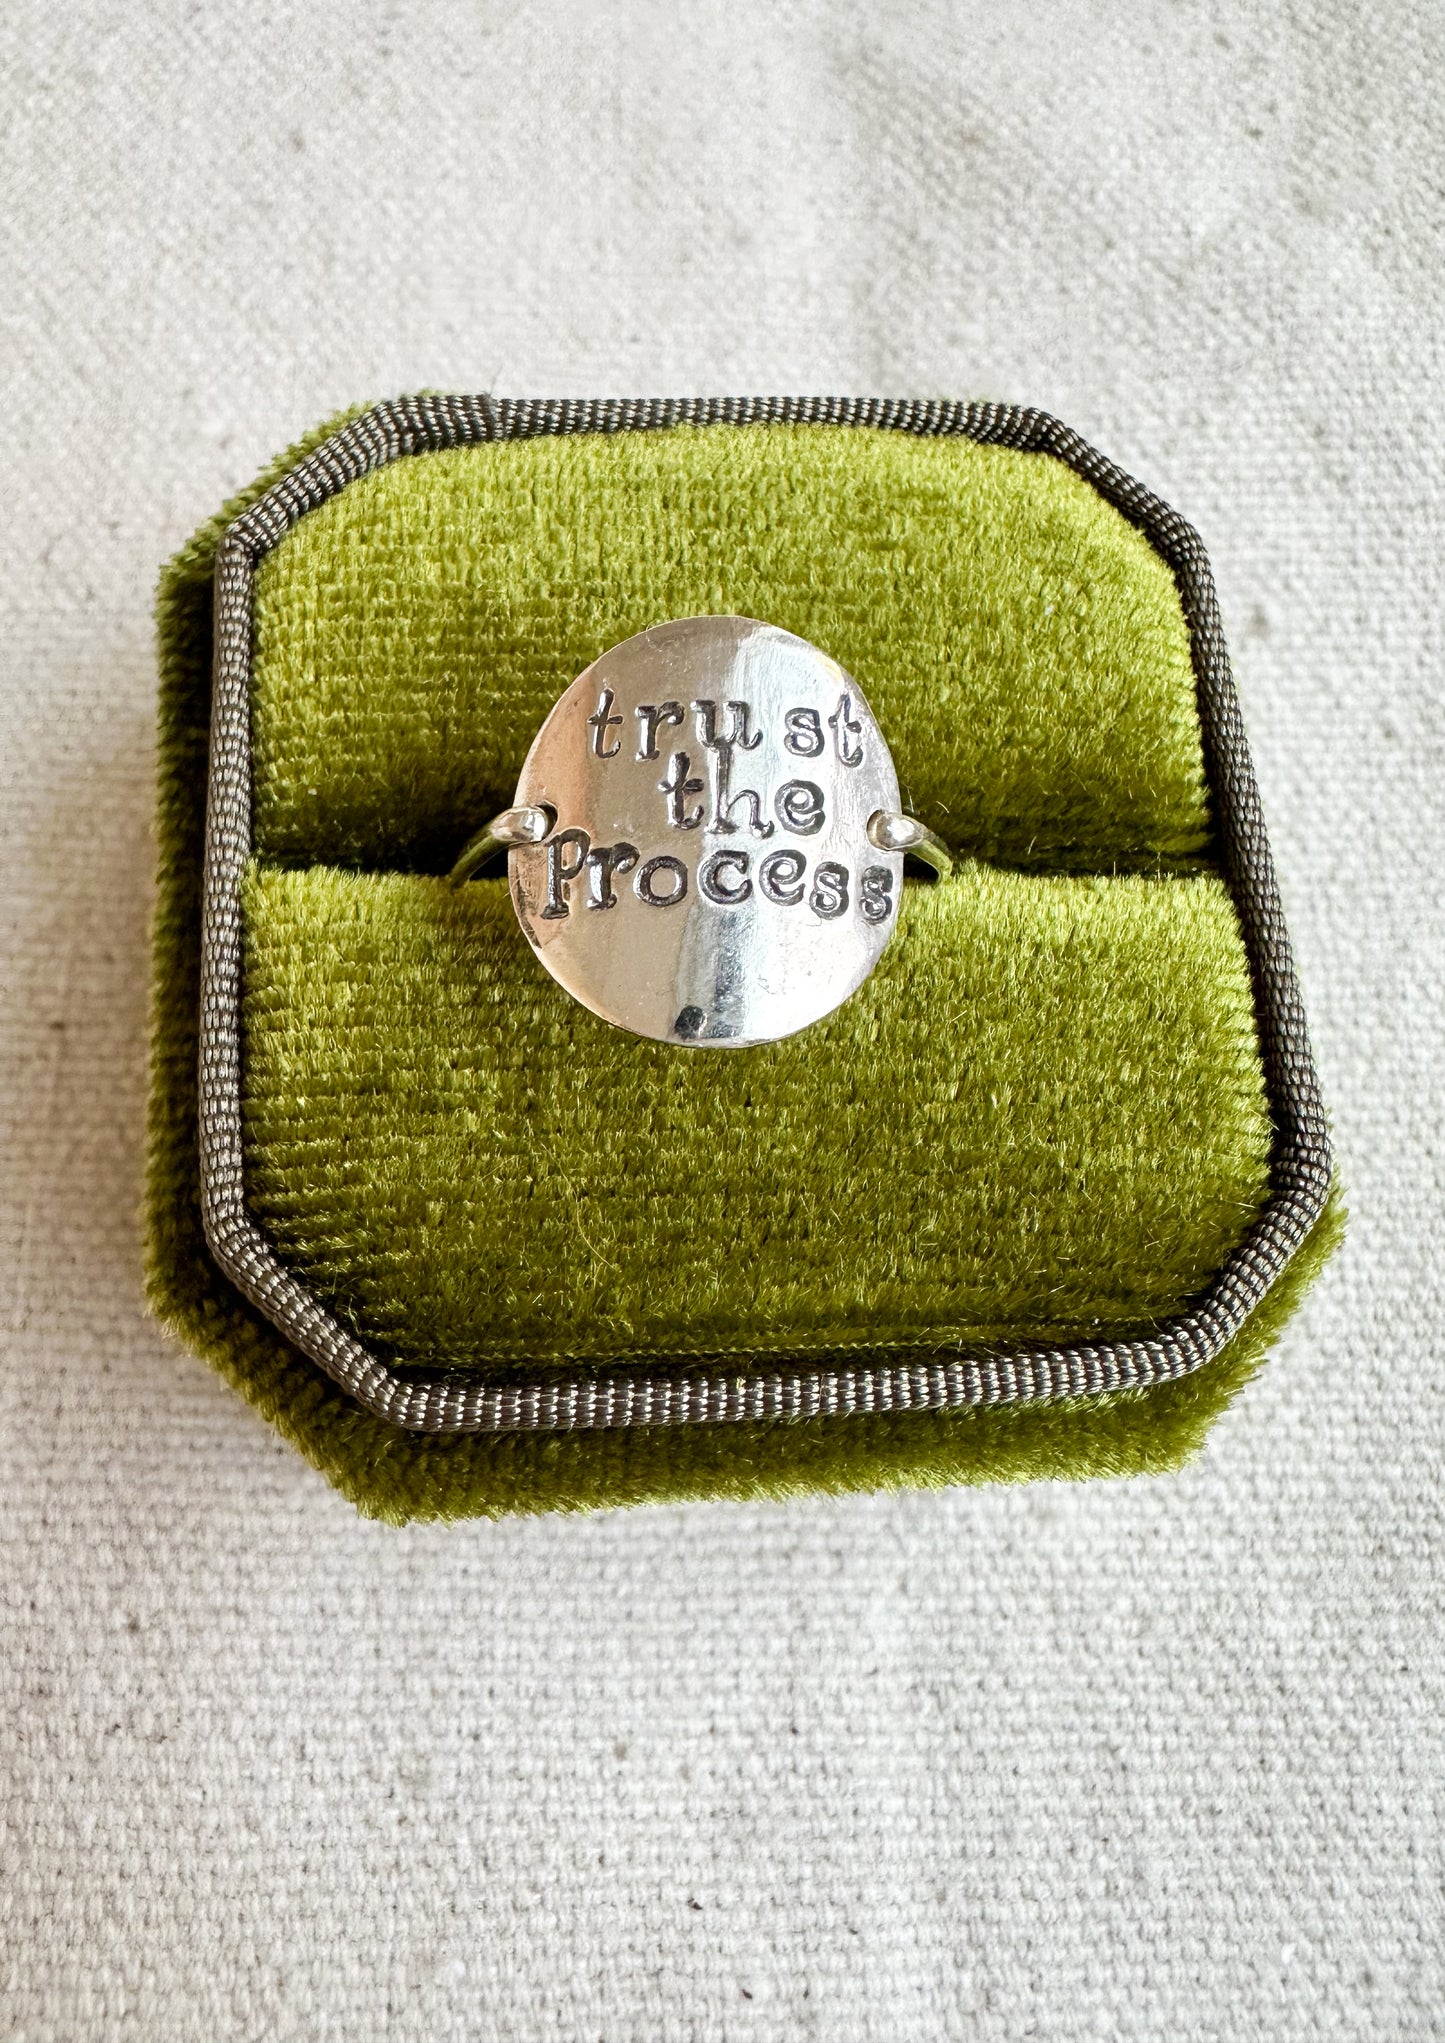 trust
the
Process